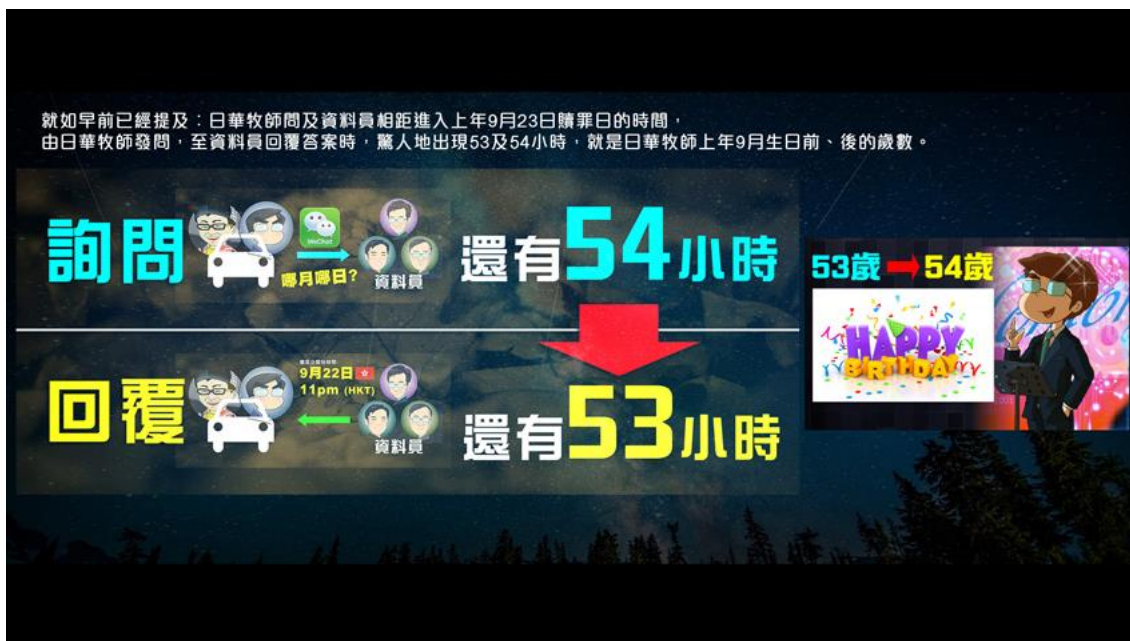 就如早前已經提及：日華牧師問及資料員相距進入上年9月23日贖罪日的時間，
由日華牧師發問，至資料員回覆答案時，驚人地出現53及54小時，就是日華牧師上年9月生日前、後的歲數。
詢問
WeChat
哪月哪日?
資料員
還有54小時
53歲
54歲
HAPPY
BIRTHDAY
回覆
9月22日
11pm (HKT)
資料員
還有53小時